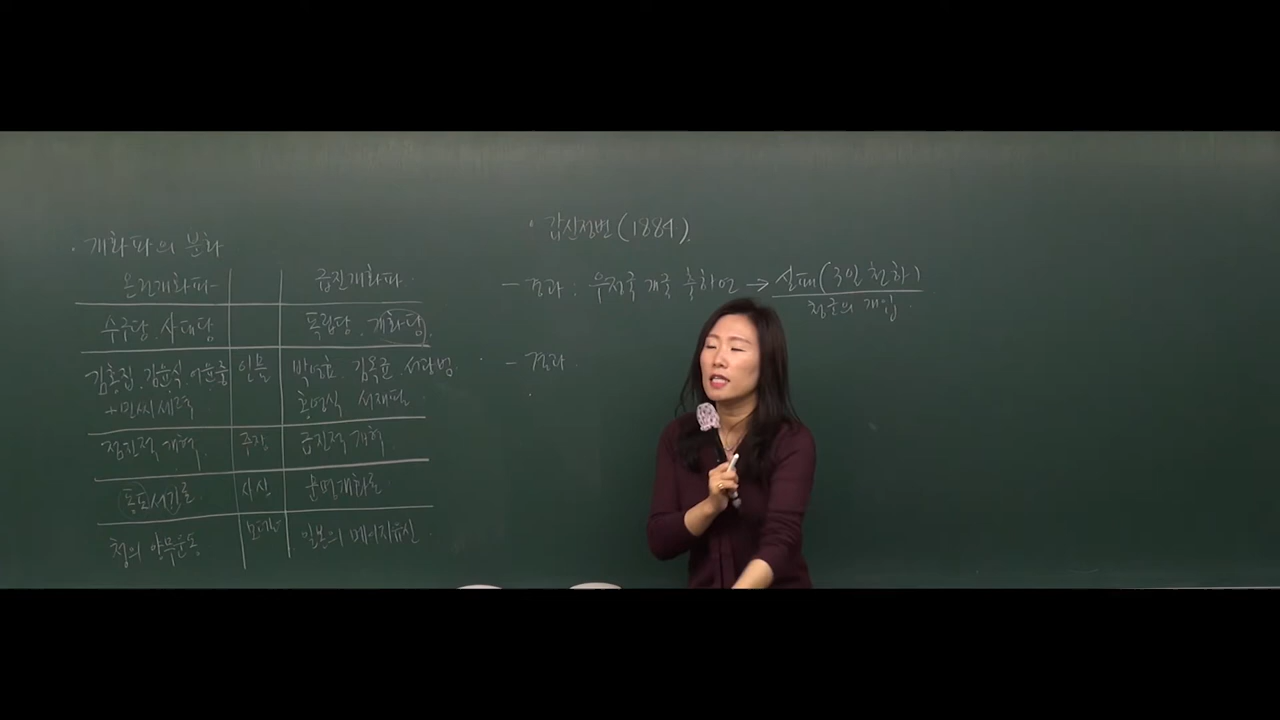 · 개화파의 분화
온건개화파 급진개화파
수구당. 사대당 독립당. 개화당.
김홍집. 김윤식. 어윤중 인물 박영효. 김옥균. 서광범.
+ 민씨세력 홍영식 서재필.
점진적 개혁. 주장 급진적 개혁
동도서기론 사상 문명개화론
청의 양무운동 모델 일본의 메이지유신
· 갑신정변 (1884).
- 경과 : 우정국 개국 축하연 → 실패 (3일 천하)
청군의 개입.
- 결과.